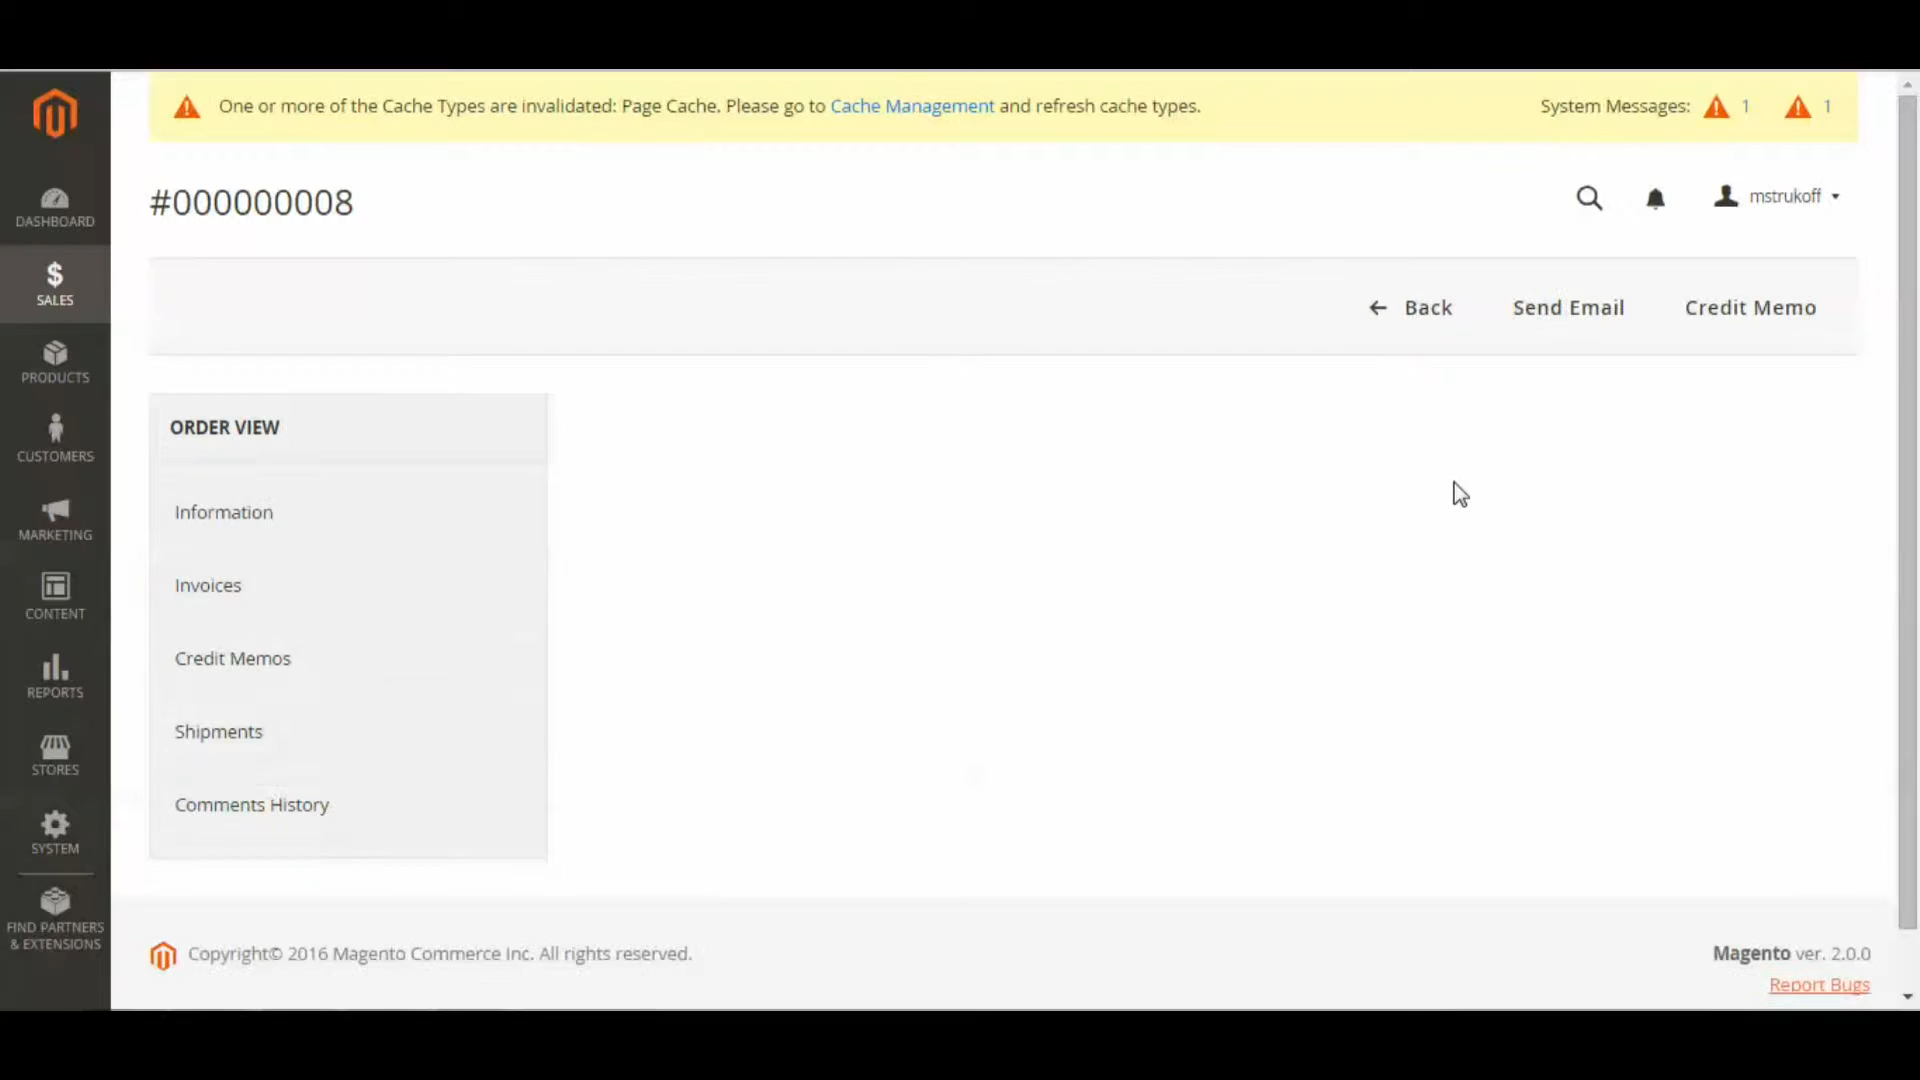 One or more of the Cache Types are invalidated: Page Cache. Please go to Cache Management and refresh cache types.
System Messages: 1 1
#000000008
mstrukoff
DASHBOARD
SALES
Back
Send Email
Credit Memo
PRODUCTS
ORDER VIEW
CUSTOMERS
Information
MARKETING
Invoices
CONTENT
Credit Memos
REPORTS
Shipments
STORES
Comments History
SYSTEM
FIND PARTNERS
& EXTENSIONS
Copyright© 2016 Magento Commerce Inc. All rights reserved.
Magento ver. 2.0.0
Report Bugs